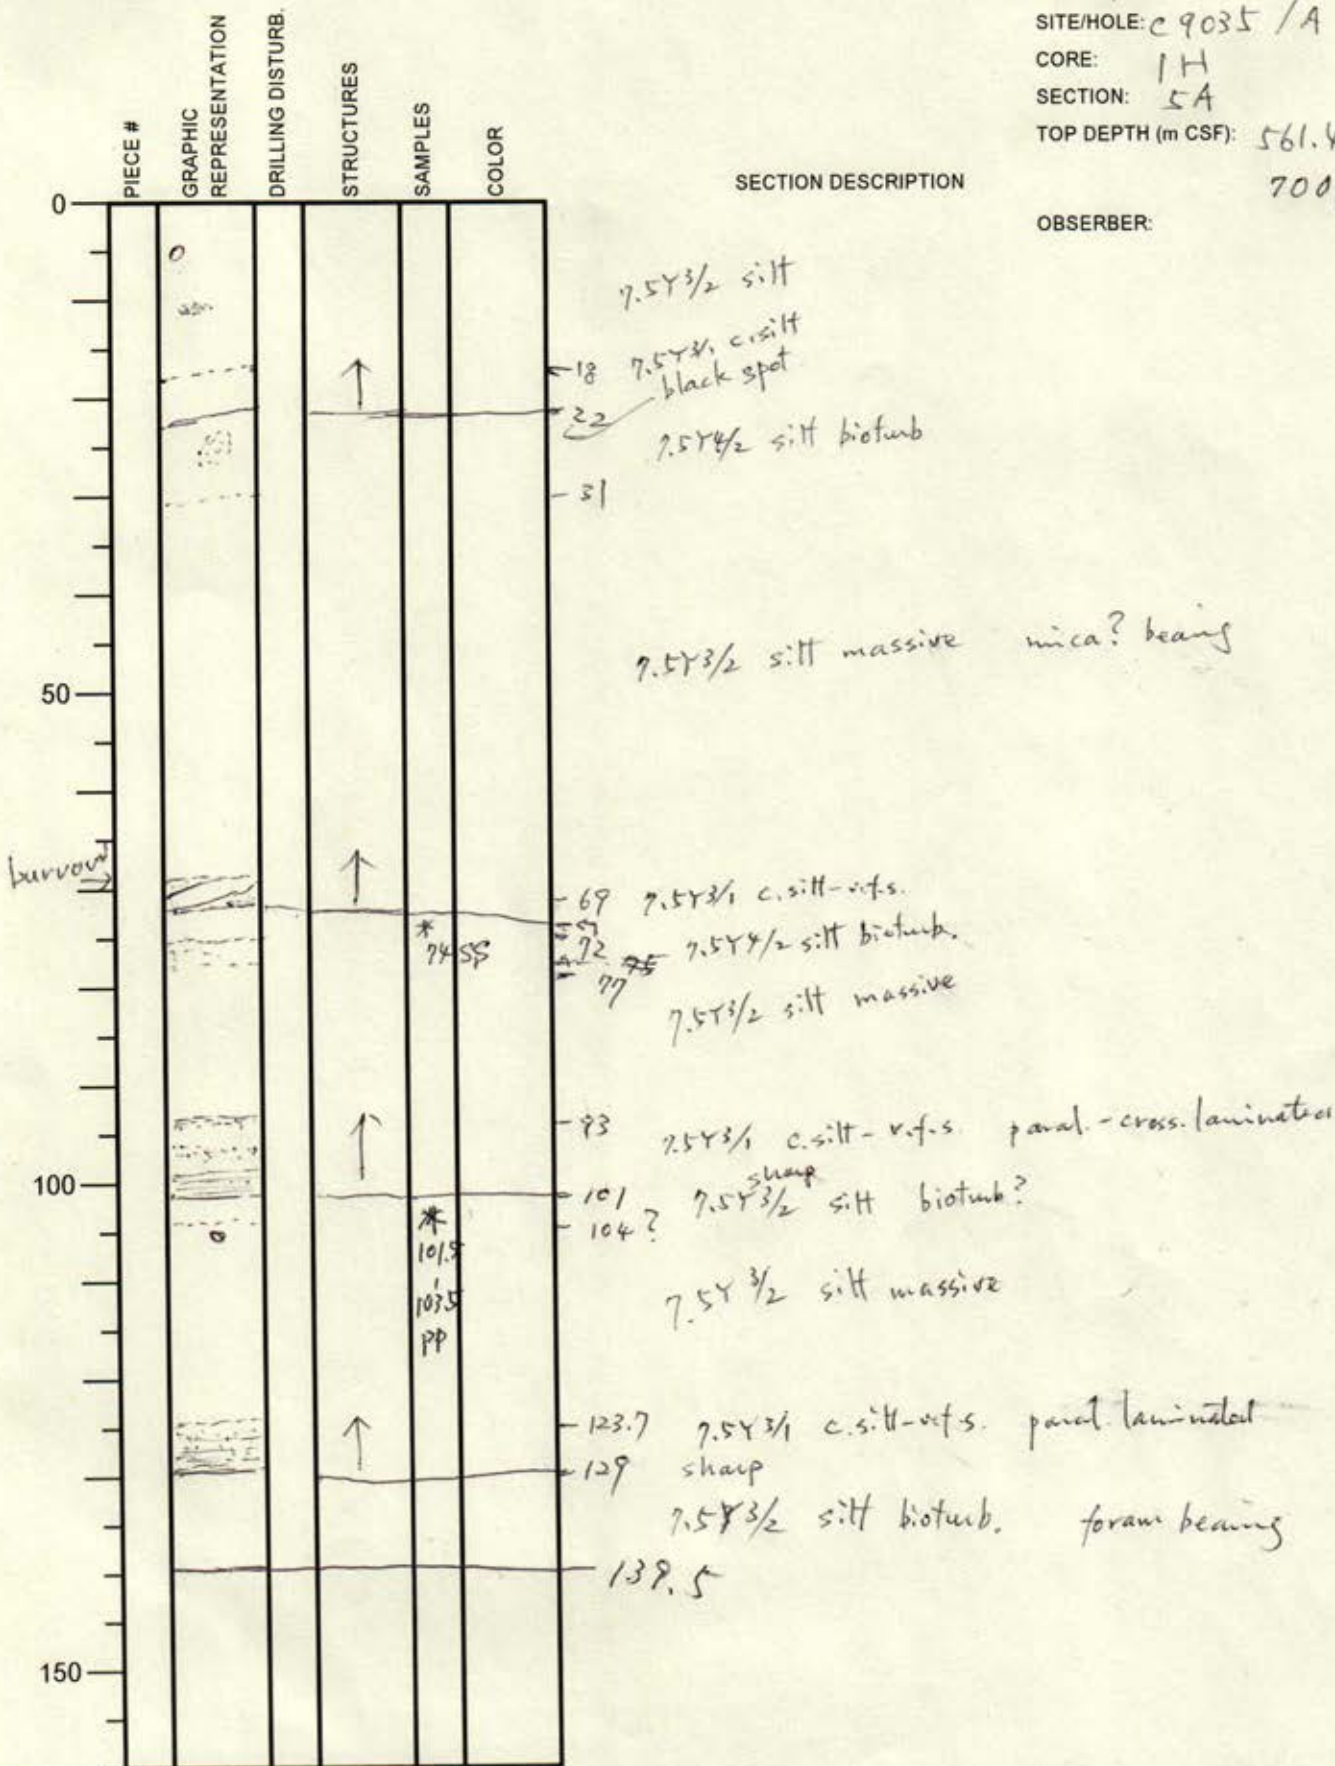 SITE/HOLE: C 9035 / A
CORE: 1H
SECTION: 5A
TOP DEPTH (m CSF): 561.4
700
OBSERBER:
PIECE #
GRAPHIC REPRESENTATION
DRILLING DISTURB.
STRUCTURES
SAMPLES
COLOR
SECTION DESCRIPTION
0
7.5Y3/2 silt
18 7.5Y3/1 c.silt
black spot
22
7.5Y4/2 silt bioturb
31
7.5Y3/2 silt massive mica? bearing
50
burrow
69 7.5Y3/1 c.silt-v.f.s.
* 74 SS
72 7.5Y4/2 silt bioturb.
75
77
7.5Y3/2 silt massive
93 7.5Y3/1 c.silt-v.f.s. paral.-cross.laminated
sharp
100
101 7.5Y3/2 silt bioturb?
104?
*
101.5
103.5
PP
7.5Y 3/2 silt massive
123.7 7.5Y3/1 c.silt-v.f.s. paral. laminated
129 sharp
7.5Y3/2 silt bioturb. foram bearing
139.5
150